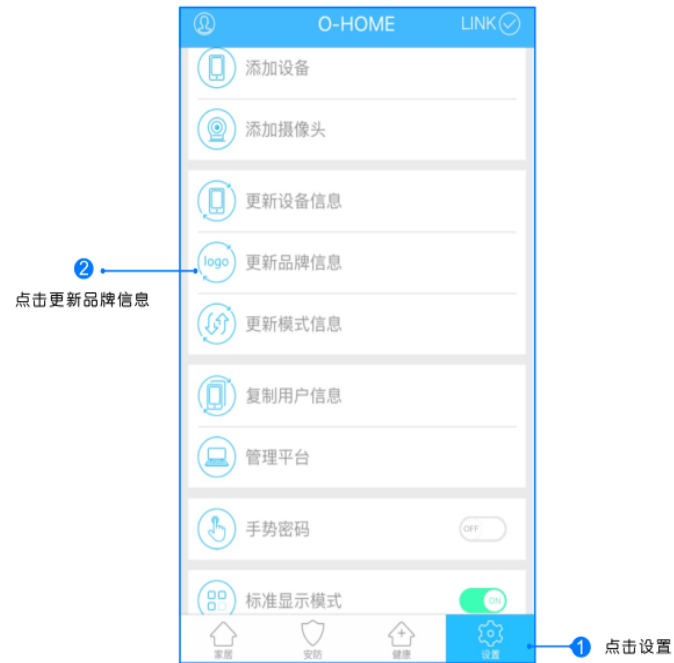 O-HOME LINK
添加设备
添加摄像头
更新设备信息
logo 更新品牌信息
2
点击更新品牌信息
更新模式信息
复制用户信息
管理平台
手势密码 OFF
标准显示模式 ON
家居 安防 健康 设置
1 点击设置